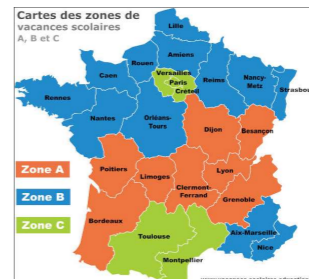 Cartes des zones de
vacances scolaires
A, B et C
Lille
Amiens
Rouen
Caen
Versailles
Paris
Créteil
Reims
Nancy-
Metz
Strasbou
Rennes
Nantes
Orléans-
Tours
Dijon
Besançon
Zone A
Zone B
Zone C
Poitiers
Limoges
Clermont-
Ferrand
Lyon
Grenoble
Bordeaux
Toulouse
Montpellier
Aix-Marseille
Nice